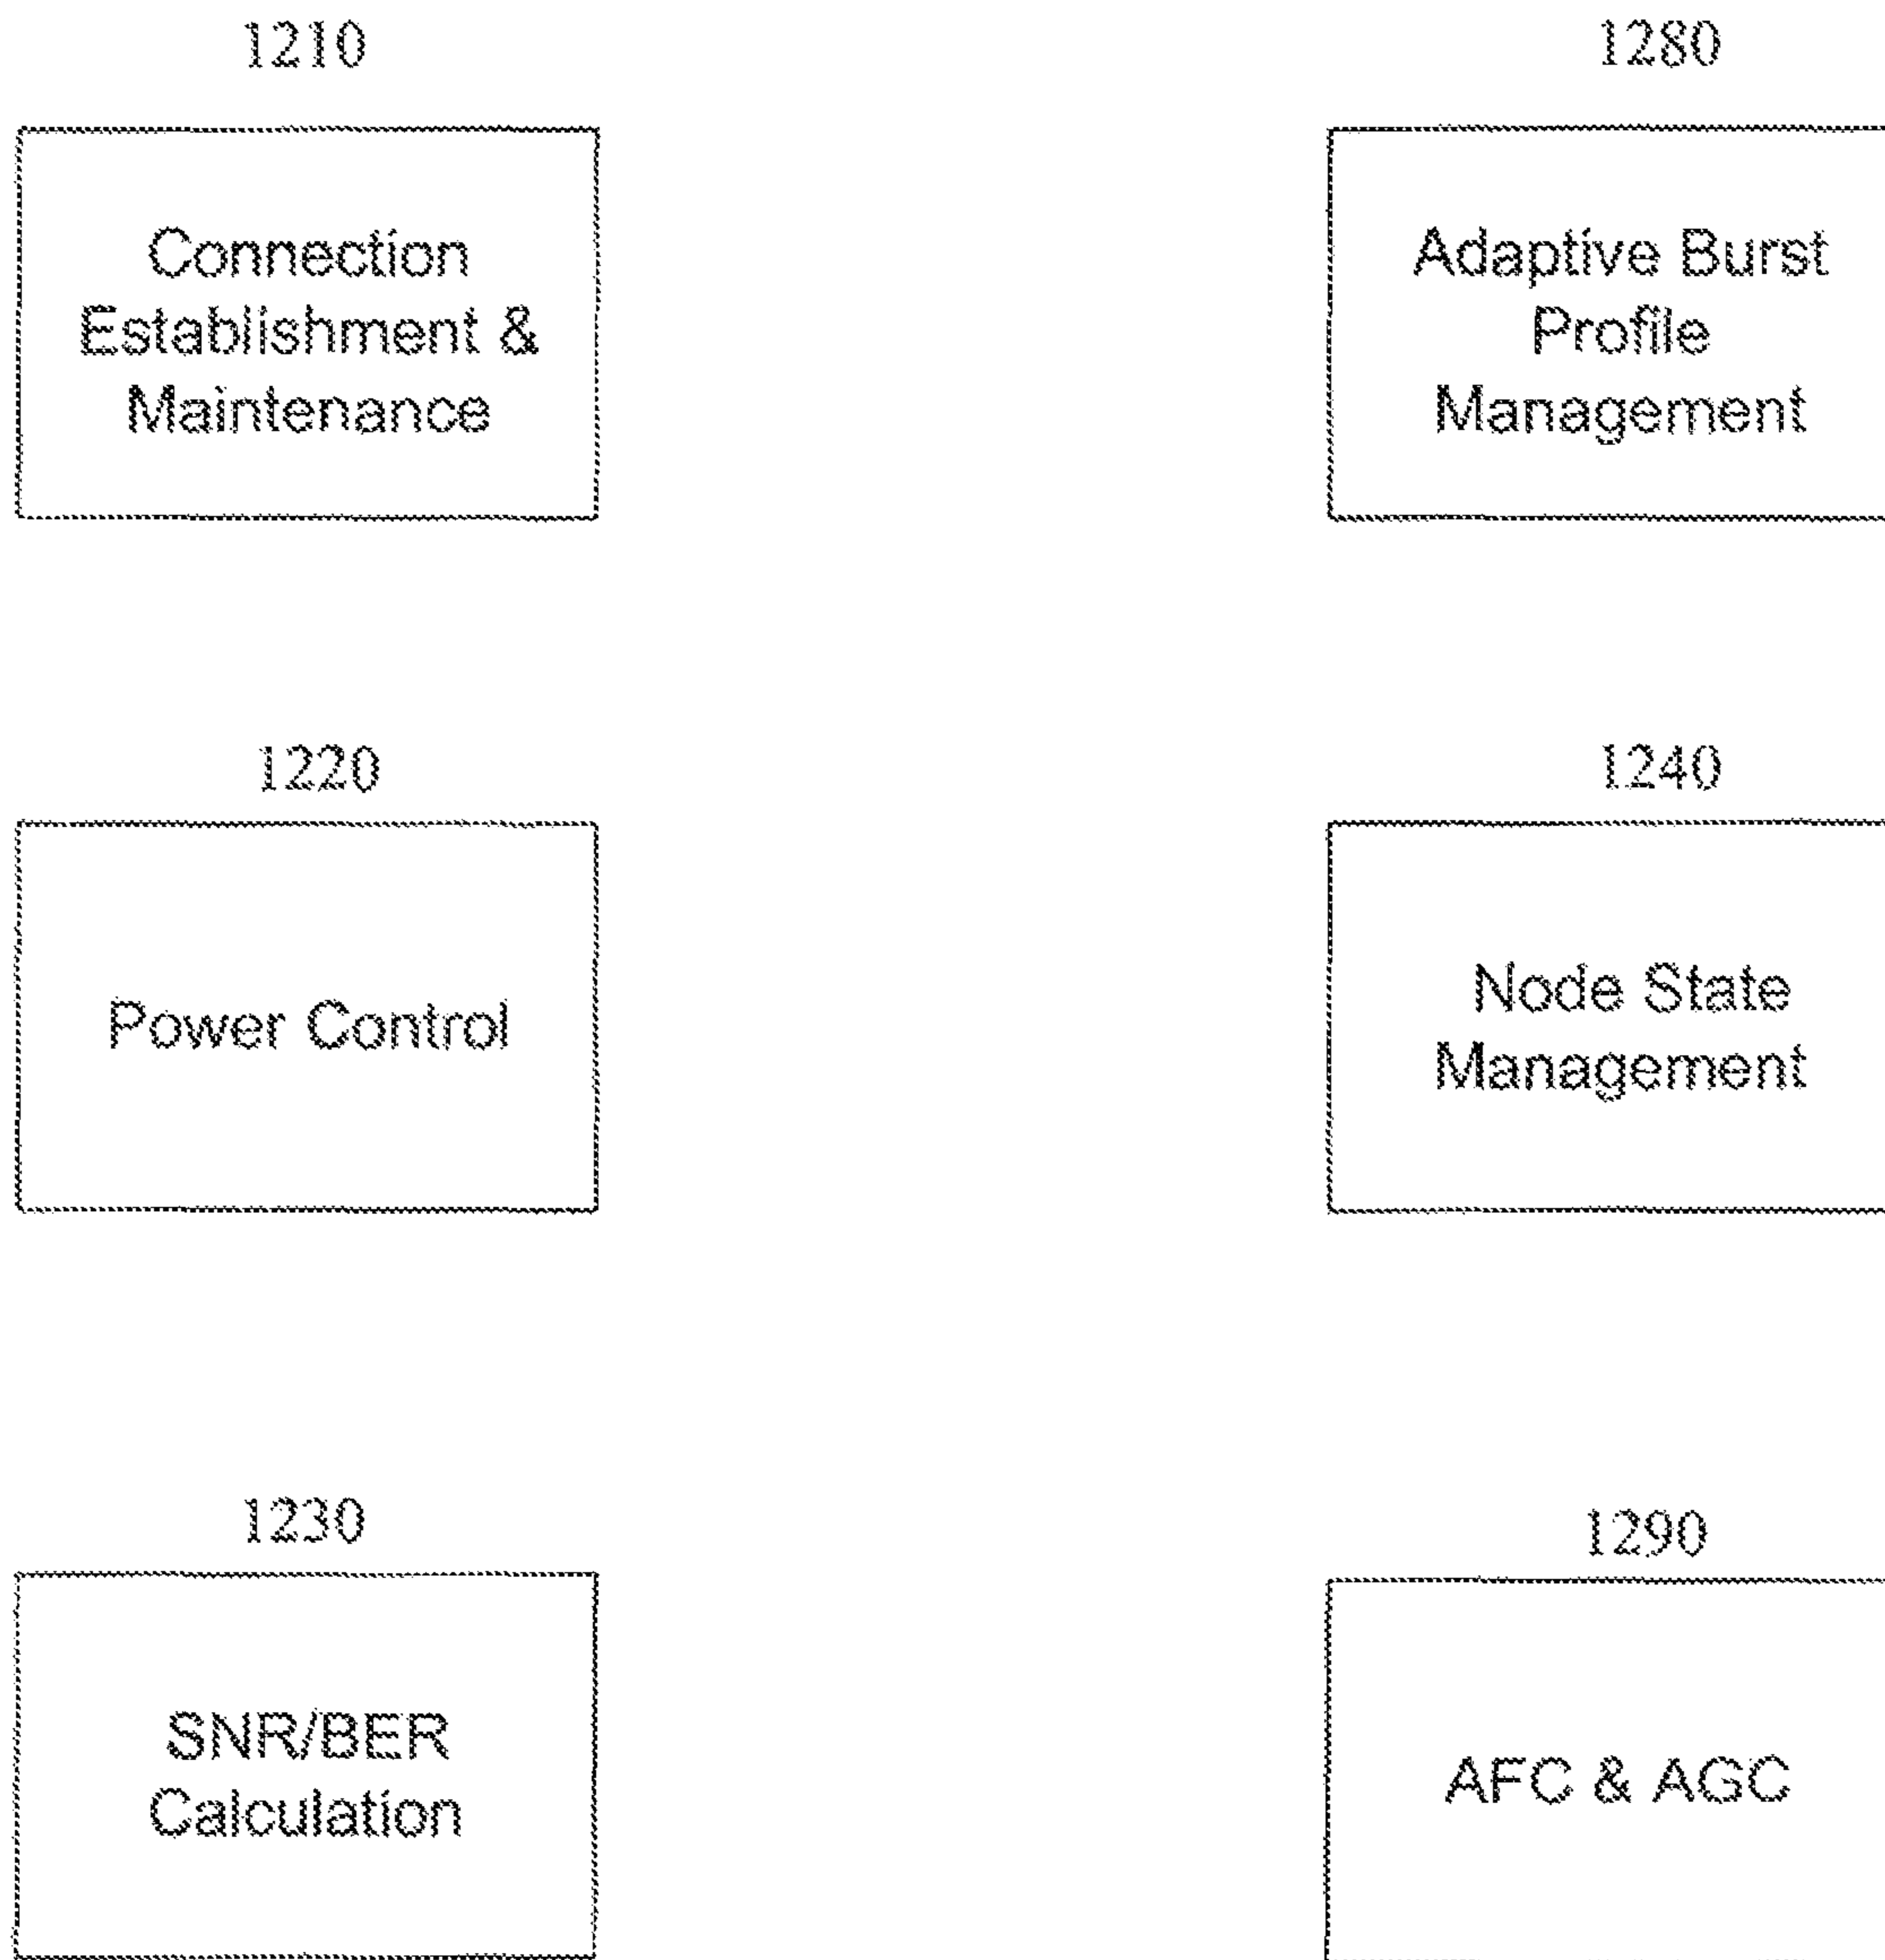 1210
Connection
Establishment &
Maintenance
1280
Adaptive Burst
Profile
Management
1220
Power Control
1240
Node State
Management
1230
SNR/BER
Calculation
1290
AFC & AGC